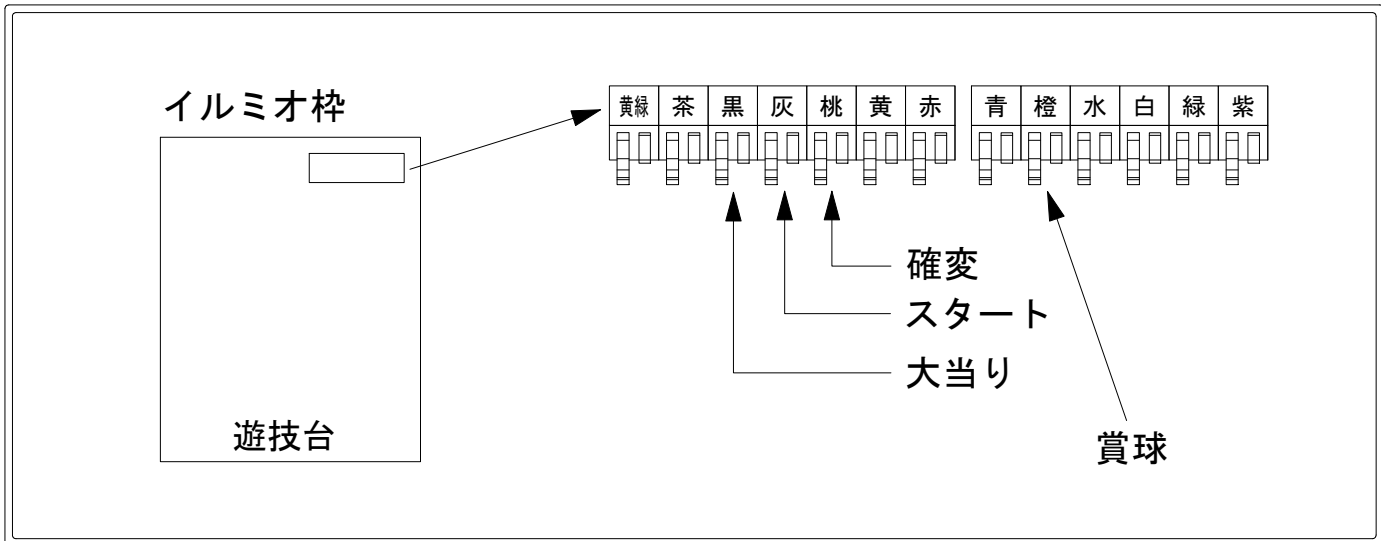 イルミオ枠
黄緑 茶 黒 灰 桃 黄 赤 青 橙 水 白 緑 紫
確変
スタート
大当り
遊技台
賞球